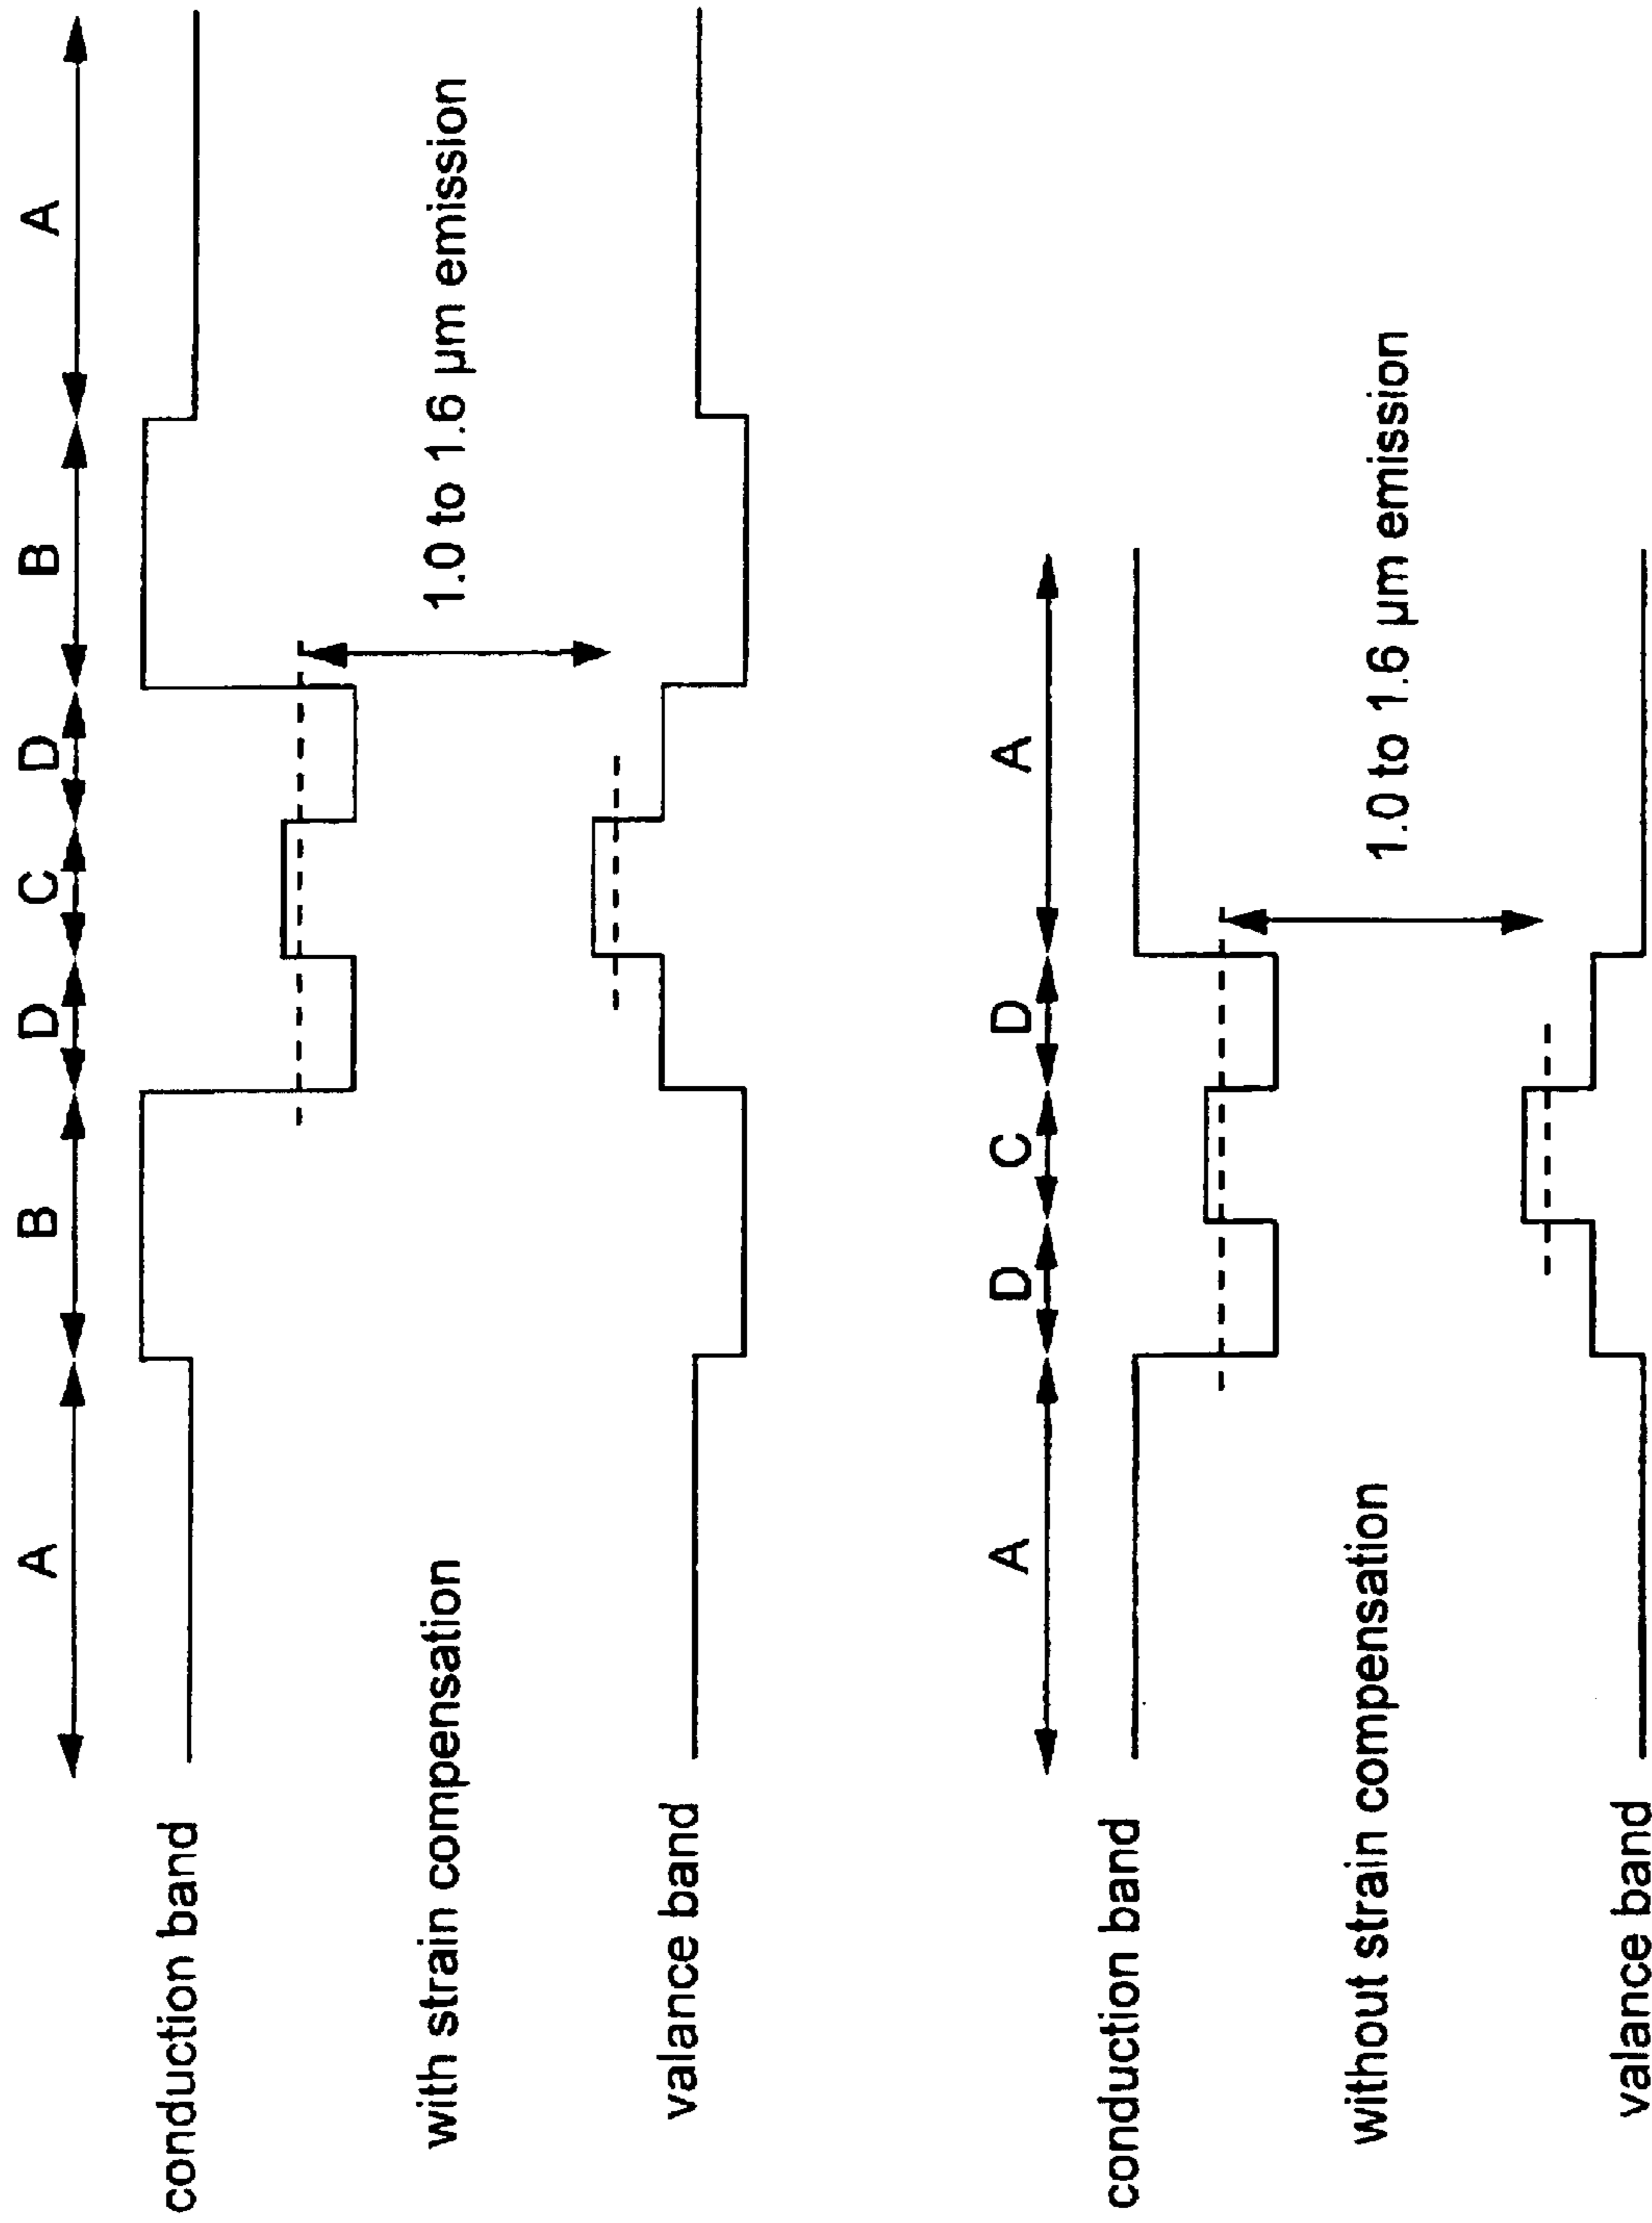 A B D C D B A
conduction band
with strain compensation
1.0 to 1.6 µm emission
valance band
A D C D A
conduction band
without strain compensation
1.0 to 1.6 µm emission
valance band